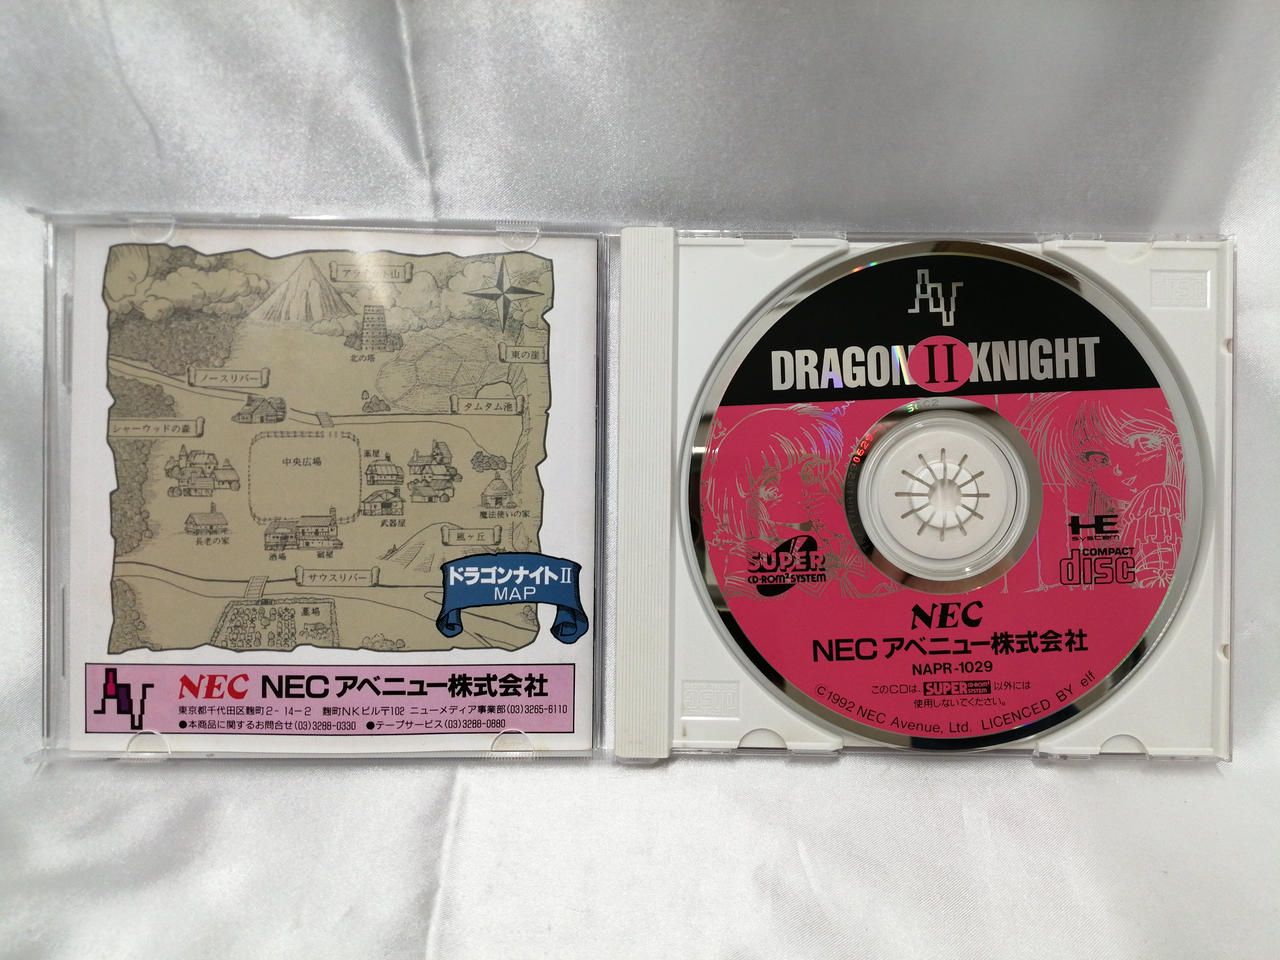 アララト山
北の塔
東の崖
ノースリバー
タムタム池
シャーウッドの森
中央広場
薬屋
武器屋
魔法使いの家
長老の家
酒場
宿屋
風ヶ丘
サウスリバー
墓場
ドラゴンナイトⅡ
MAP
NEC NECアベニュー株式会社
東京都千代田区麹町2-14-2 麹町NKビル〒102 ニューメディア事業部(03)3265-6110
●本商品に関するお問合せ(03)3288-0330 ●テープサービス(03)3288-0880
DRAGON II KNIGHT
SUPER
CD-ROM² SYSTEM
HE
system
COMPACT
disc
NEC
NECアベニュー株式会社
NAPR-1029
このCDは、SUPER CD-ROM² SYSTEM 以外には
使用しないでください。
©1992 NEC Avenue, Ltd. LICENCED BY elf